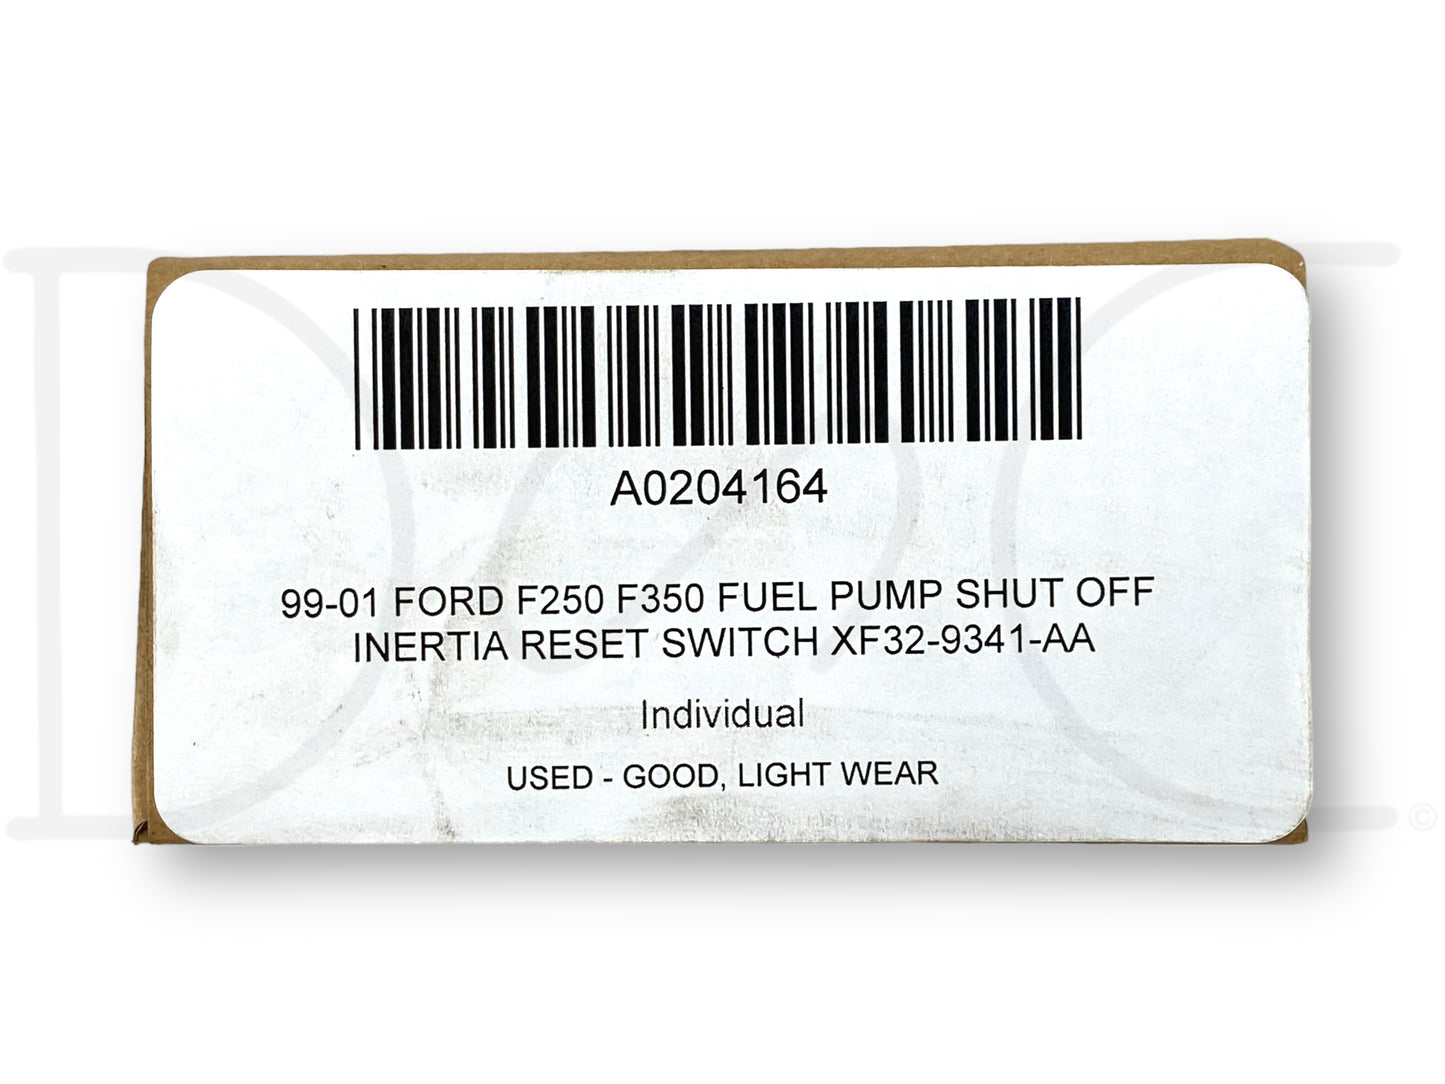 A0204164
99-01 FORD F250 F350 FUEL PUMP SHUT OFF
INERTIA RESET SWITCH XF32-9341-AA
Individual
USED - GOOD, LIGHT WEAR
©